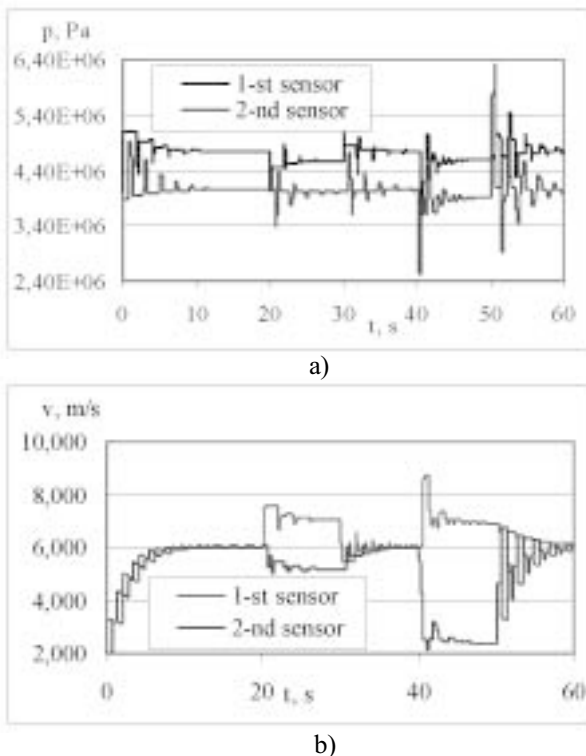 p, Pa
6,40E+06
5,40E+06
4,40E+06
3,40E+06
2,40E+06
1-st sensor
2-nd sensor
0 10 20 30 40 50 60
t, s
a)
v, m/s
10,000
8,000
6,000
4,000
2,000
1-st sensor
2-nd sensor
0 20 t, s 40 60
b)